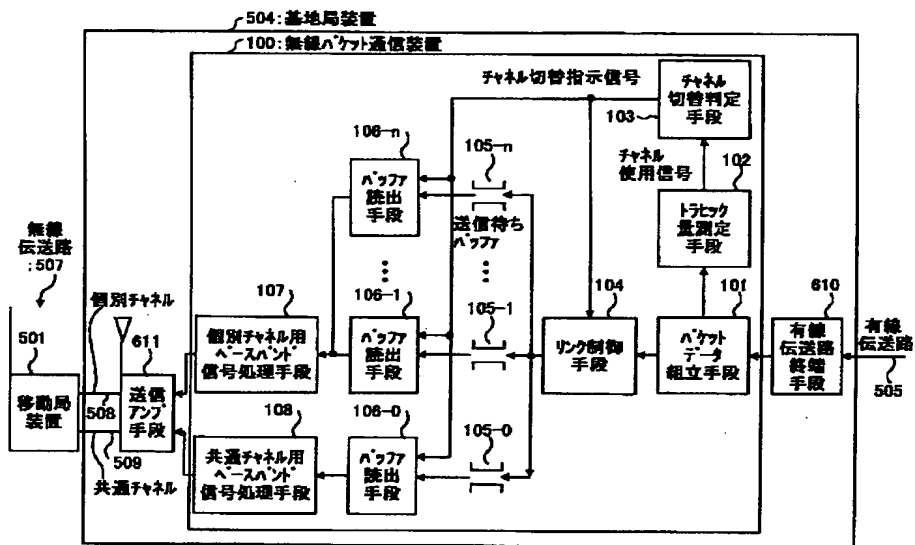 504:基地局装置
100:無線パケット通信装置
チャネル切替指示信号
チャネル
切替判定
手段
103
106-n
105-n
チャネル
使用信号
102
バッファ
読出
手段
送信待ち
バッファ
トラヒック
量測定
手段
無線
伝送路
:507
個別チャネル
107
106-1
105-1
104
101
610
501
611
個別チャネル用
ベースバンド
信号処理手段
バッファ
読出
手段
リンク制御
手段
パケット
データ
組立手段
有線
伝送路
終端
手段
有線
伝送路
505
移動局
装置
508
送信
アンプ
手段
108
106-0
105-0
509
共通チャネル
共通チャネル用
ベースバンド
信号処理手段
バッファ
読出
手段